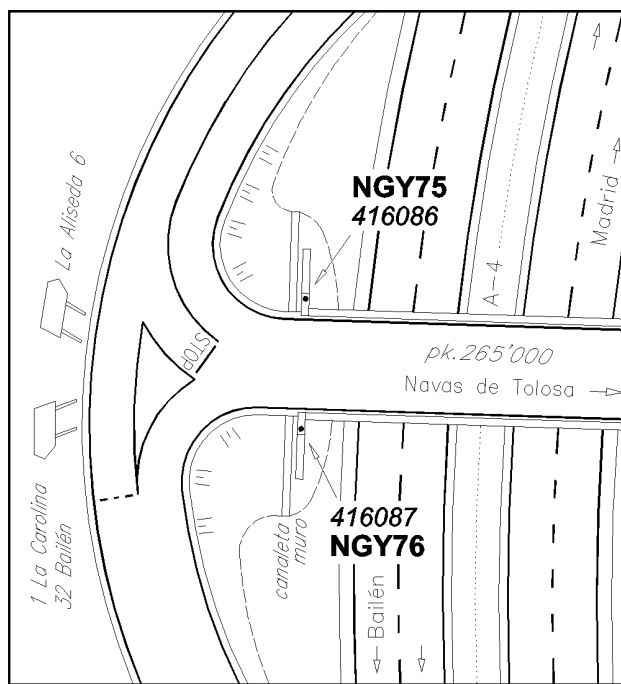 La Aliseda 6
NGY75
416086
Madrid
A-4
STOP
pk.265'000
Navas de Tolosa
1 La Carolina
32 Bailén
canaleta
muro
416087
NGY76
Bailén